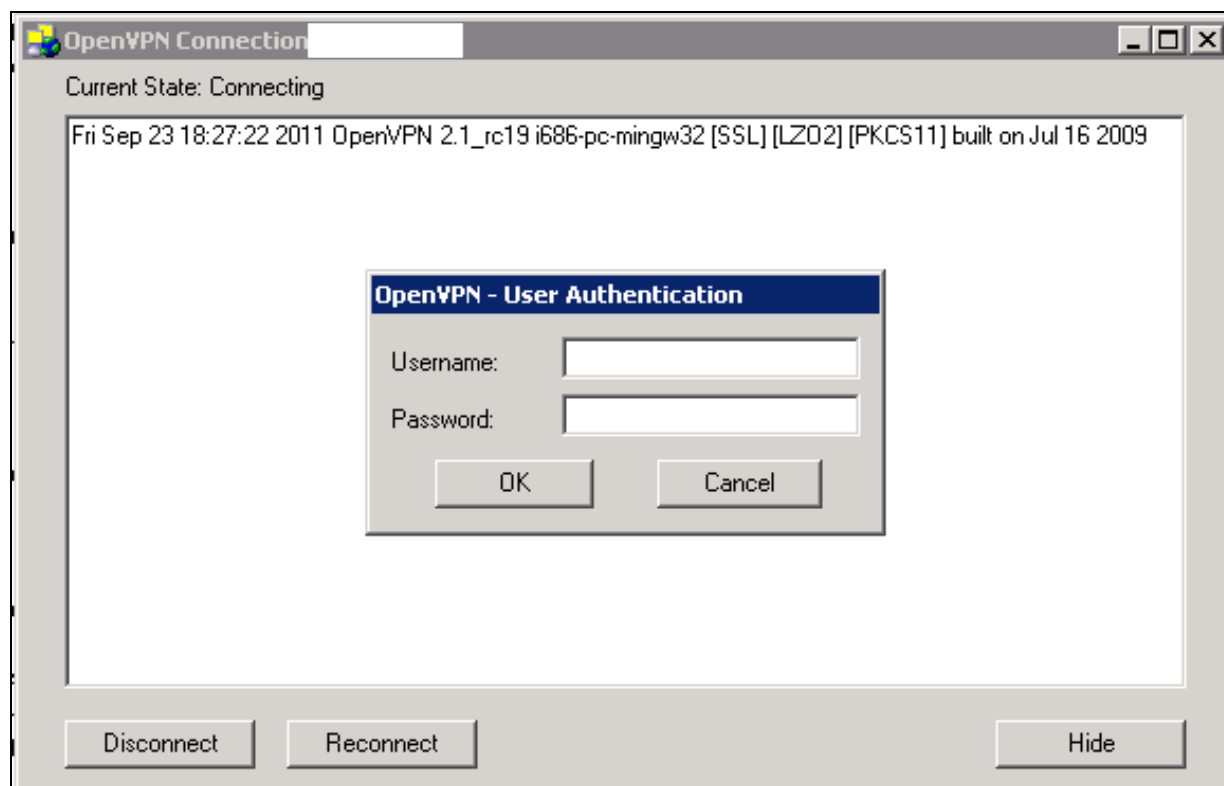 OpenVPN Connection
Current State: Connecting
Fri Sep 23 18:27:22 2011 OpenVPN 2.1_rc19 i686-pc-mingw32 [SSL] [LZO2] [PKCS11] built on Jul 16 2009
OpenVPN - User Authentication
Username:
Password:
OK Cancel
Disconnect Reconnect Hide